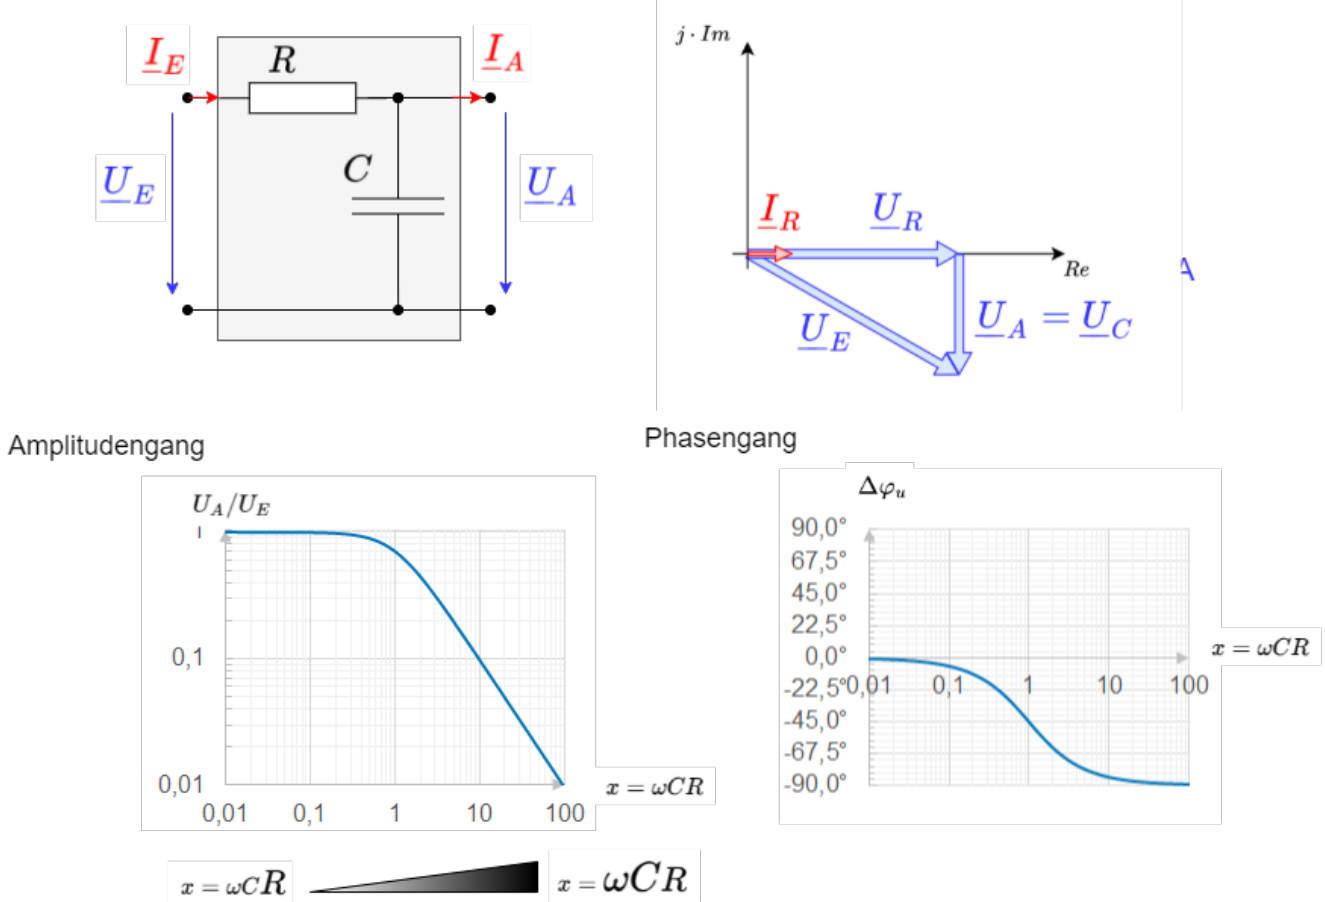 I_E
R
I_A
C
U_E
U_A
j · Im
I_R
U_R
Re
U_E
U_A = U_C
A
Amplitudengang
Phasengang
U_A/U_E
1
0,1
0,01
0,01 0,1 1 10 100
x = ωCR
Δφ_u
90,0°
67,5°
45,0°
22,5°
0,0°
-22,5°
-45,0°
-67,5°
-90,0°
0,01 0,1 1 10 100
x = ωCR
x = ωCR
x = ωCR